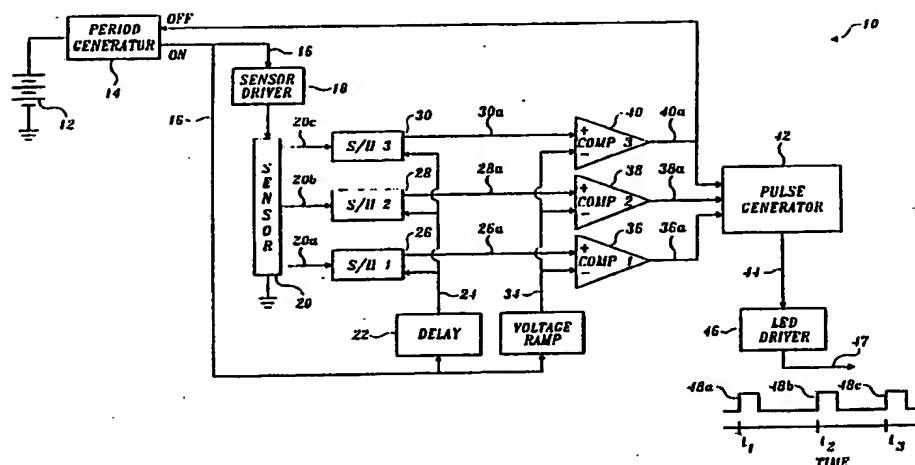 OFF
10
PERIOD GENERATOR
ON
14
16
SENSOR DRIVER
18
12
16
20c
30
30a
40
40a
S/H 3
+ COMP 3
-
42
20b
28
28a
38
38a
S/H 2
+ COMP 2
-
PULSE GENERATOR
SENSOR
20a
26
26a
36
36a
S/H 1
+ COMP 1
-
44
20
24
34
22
DELAY
VOLTAGE RAMP
46
LED DRIVER
47
48a
48b
48c
t1
t2
t3
TIME